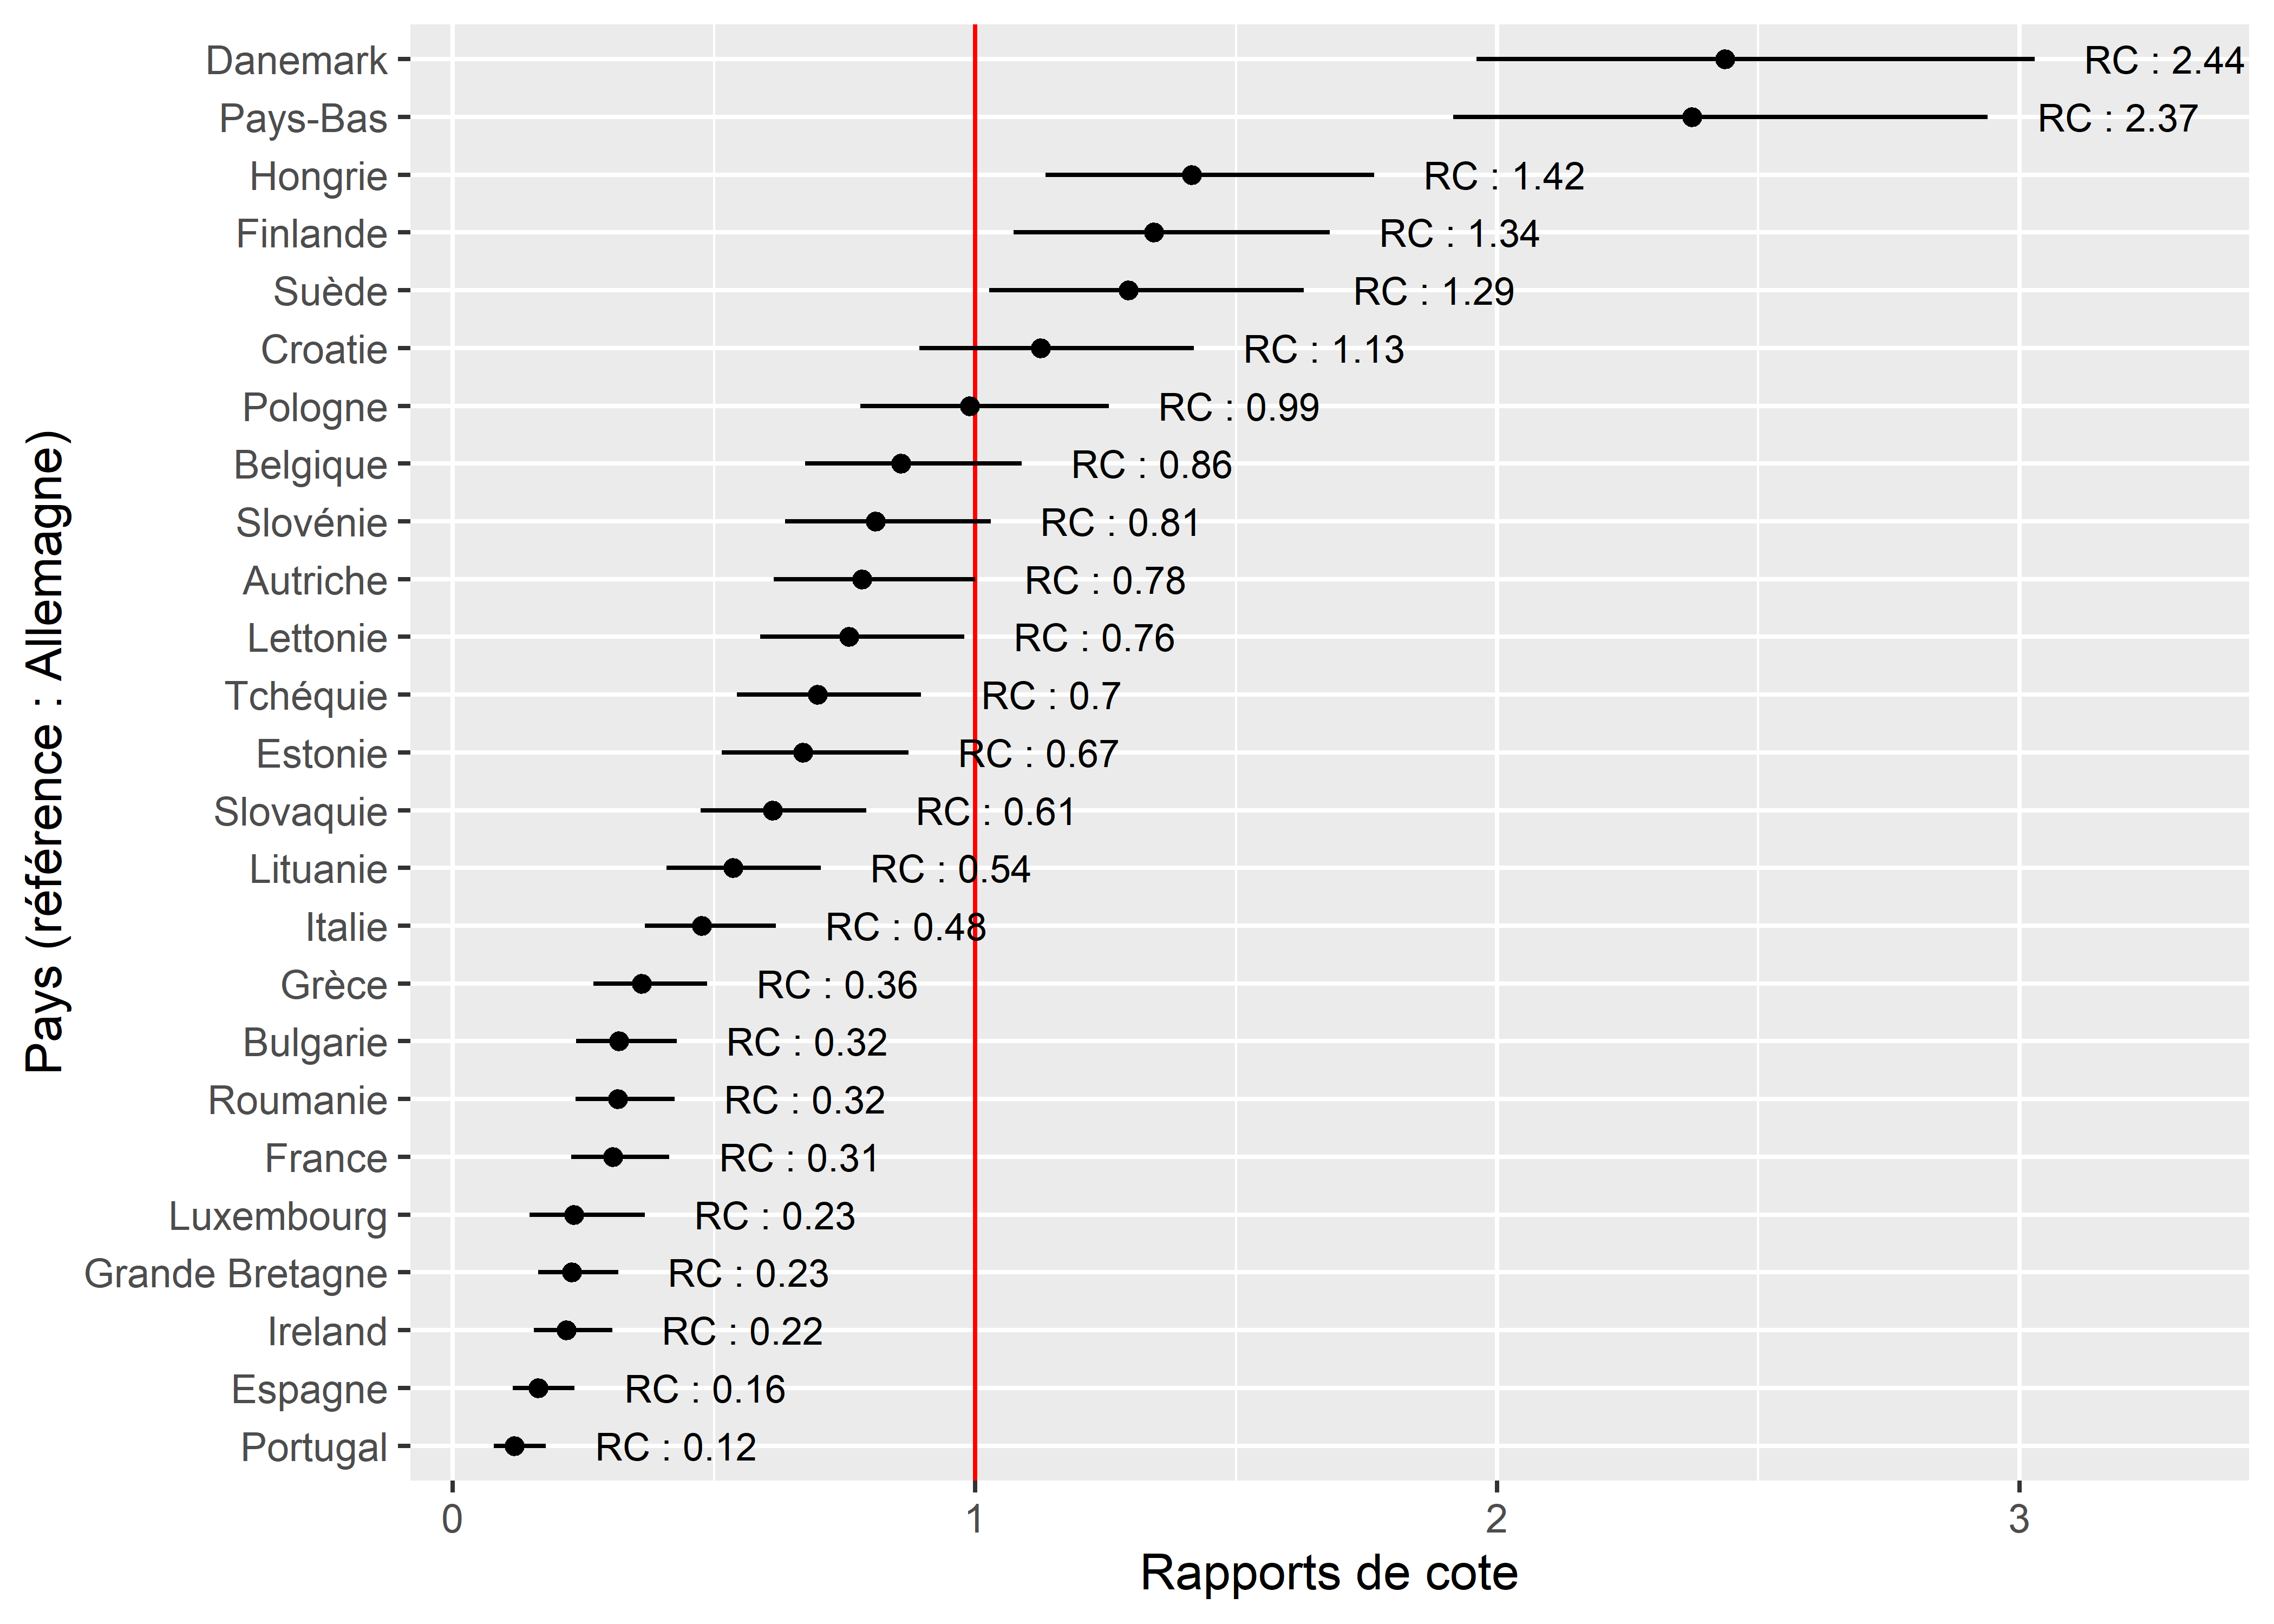 Pays (référence : Allemagne)
Danemark RC : 2.44
Pays-Bas RC : 2.37
Hongrie RC : 1.42
Finlande RC : 1.34
Suède RC : 1.29
Croatie RC : 1.13
Pologne RC : 0.99
Belgique RC : 0.86
Slovénie RC : 0.81
Autriche RC : 0.78
Lettonie RC : 0.76
Tchéquie RC : 0.7
Estonie RC : 0.67
Slovaquie RC : 0.61
Lituanie RC : 0.54
Italie RC : 0.48
Grèce RC : 0.36
Bulgarie RC : 0.32
Roumanie RC : 0.32
France RC : 0.31
Luxembourg RC : 0.23
Grande Bretagne RC : 0.23
Ireland RC : 0.22
Espagne RC : 0.16
Portugal RC : 0.12
0 1 2 3
Rapports de cote